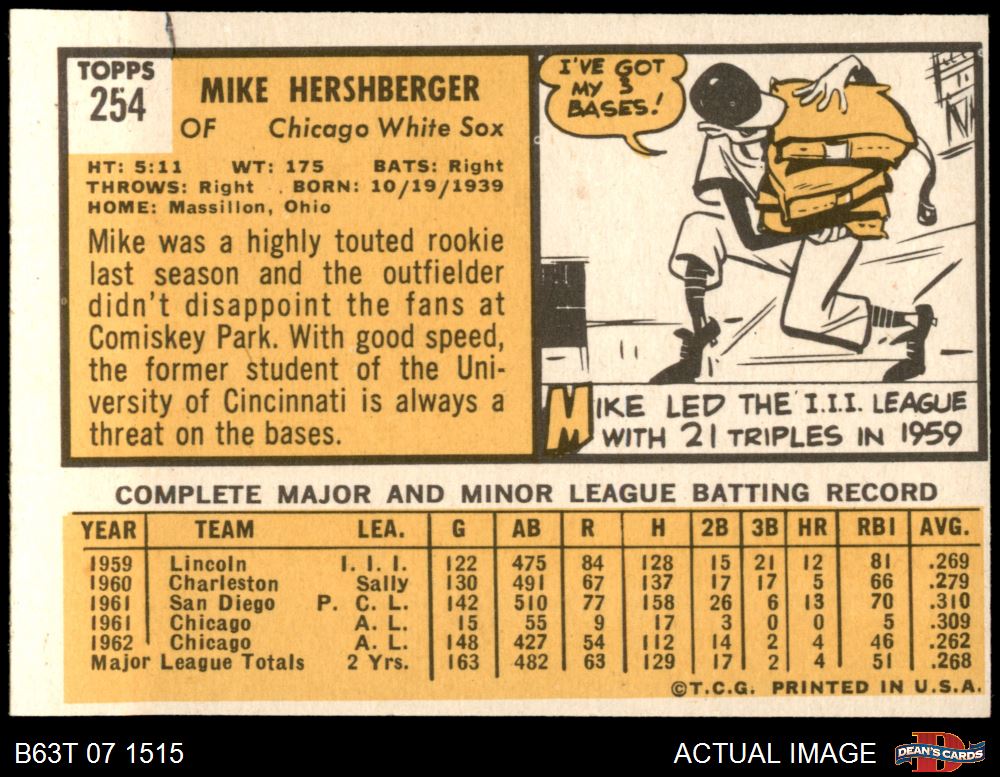 TOPPS
254
MIKE HERSHBERGER
OF Chicago White Sox
HT: 5:11 WT: 175 BATS: Right
THROWS: Right . BORN: 10/19/1939
HOME: Massillon, Ohio
Mike was a highly touted rookie
last season and the outfielder
didn't disappoint the fans at
Comiskey Park. With good speed,
the former student of the Uni-
versity of Cincinnati is always a
threat on the bases.
I'VE GOT
MY 3
BASES!
MIKE LED THE I.I.I. LEAGUE
WITH 21 TRIPLES IN 1959
COMPLETE MAJOR AND MINOR LEAGUE BATTING RECORD
YEAR TEAM LEA. G AB R H 2B 3B HR RBI AVG.
1959 Lincoln I. I. I. 122 475 84 128 15 21 12 81 .269
1960 Charleston Sally 130 491 67 137 17 17 5 66 .279
1961 San Diego P. C. L. 142 510 77 158 26 6 13 70 .310
1961 Chicago A. L. 15 55 9 17 3 0 0 5 .309
1962 Chicago A. L. 148 427 54 112 14 2 4 46 .262
Major League Totals 2 Yrs. 163 482 63 129 17 2 4 51 .268
©T.C.G. PRINTED IN U.S.A.
B63T 07 1515 ACTUAL IMAGE D DEAN'S CARDS